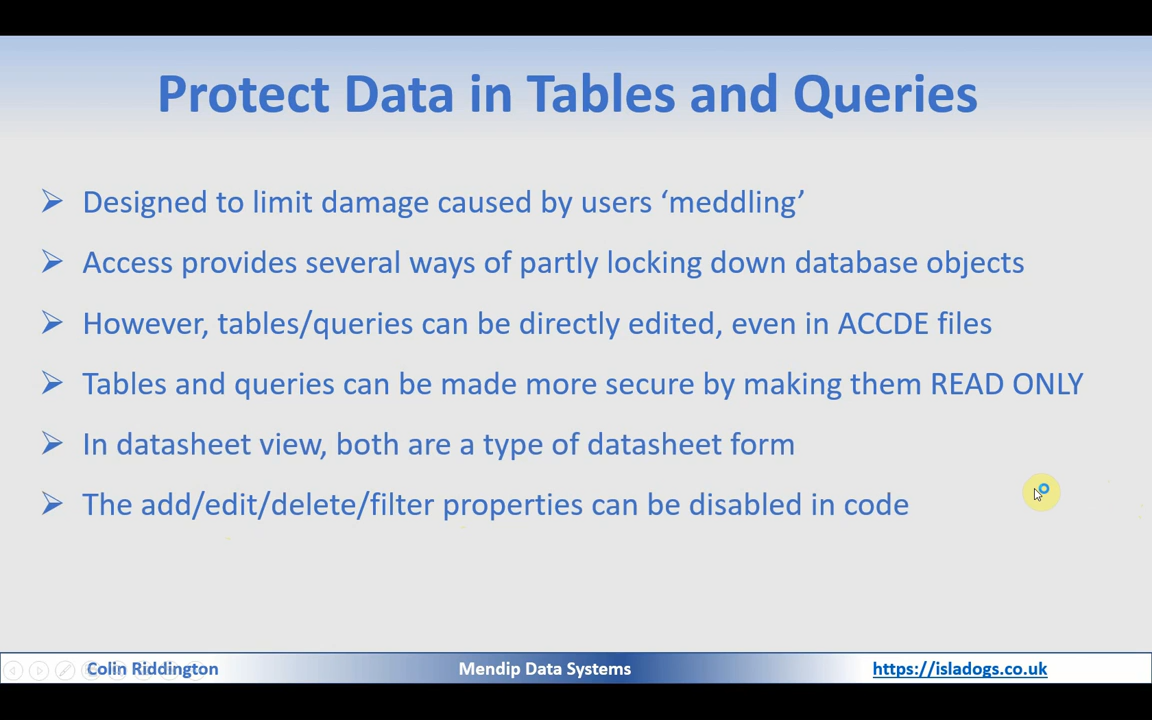 Protect Data in Tables and Queries
Designed to limit damage caused by users ‘meddling’
Access provides several ways of partly locking down database objects
However, tables/queries can be directly edited, even in ACCDE files
Tables and queries can be made more secure by making them READ ONLY
In datasheet view, both are a type of datasheet form
The add/edit/delete/filter properties can be disabled in code
Colin Riddington
Mendip Data Systems
https://isladogs.co.uk